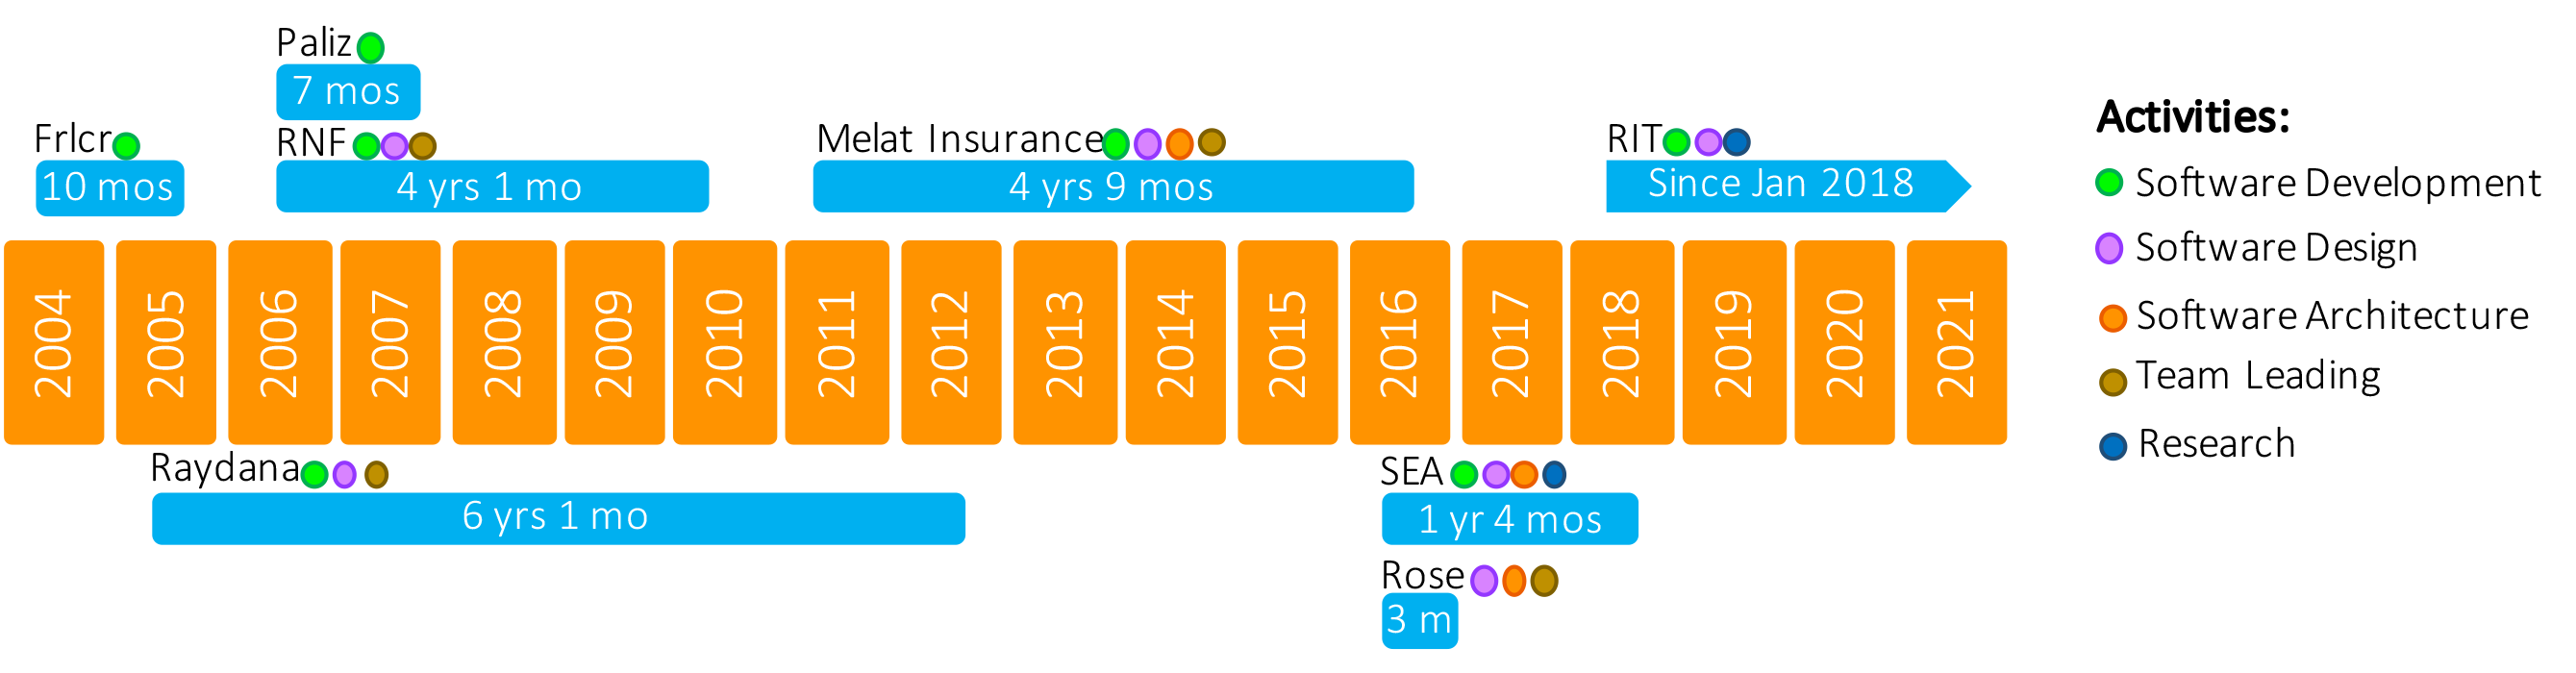 Paliz
7 mos
Frlcr
10 mos
RNF
4 yrs 1 mo
Melat Insurance
4 yrs 9 mos
RIT
Since Jan 2018
2004
2005
2006
2007
2008
2009
2010
2011
2012
2013
2014
2015
2016
2017
2018
2019
2020
2021
Raydana
6 yrs 1 mo
SEA
1 yr 4 mos
Rose
3 m
Activities:
Software Development
Software Design
Software Architecture
Team Leading
Research